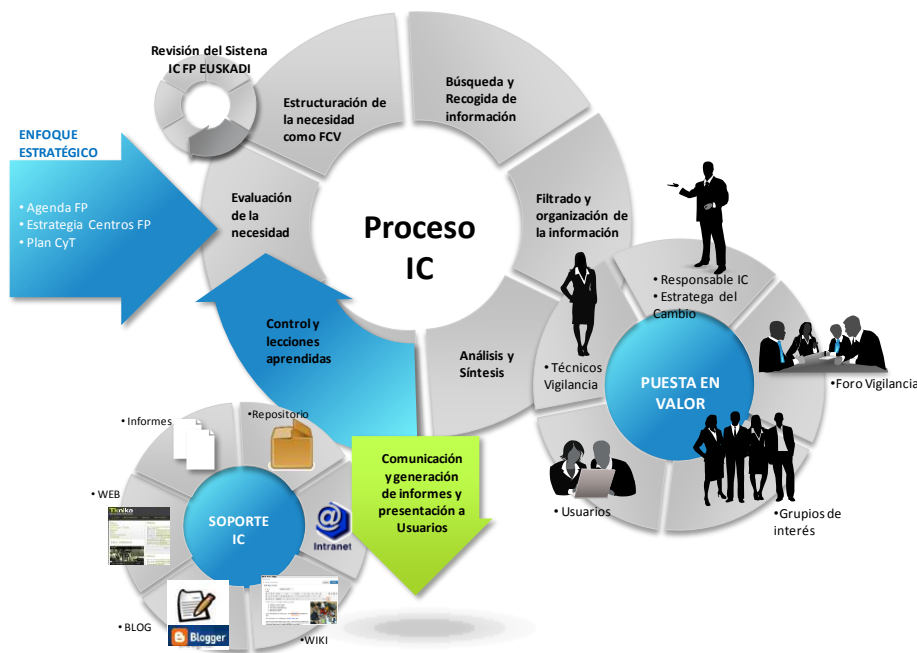 Revisión del Sistena
IC FP EUSKADI
ENFOQUE
ESTRATÉGICO
• Agenda FP
• Estrategia Centros FP
• Plan CyT
Evaluación
de la
necesidad
Estructuración de
la necesidad
como FCV
Búsqueda y
Recogida de
información
Filtrado y
organización de
la información
Análisis y
Síntesis
Control y
lecciones
aprendidas
Proceso
IC
Comunicación
y generación
de informes y
presentación a
Usuarios
• Responsable IC
• Estratega del
Cambio
• Técnicos
Vigilancia
PUESTA EN
VALOR
• Foro Vigilancia
• Usuarios
• Grupios de
interés
• Informes
• Repositorio
• WEB
Tknika
SOPORTE
IC
@
Intranet
• BLOG
Blogger
• WIKI